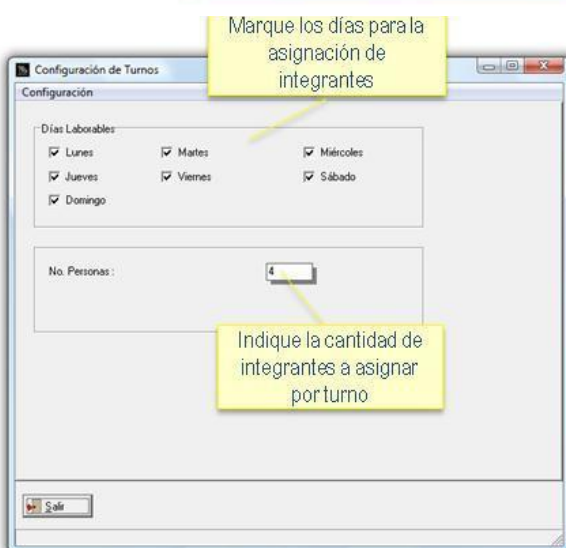 Marque los días para la
asignación de
integrantes
Configuración de Turnos
Configuración
Días Laborables
Lunes Martes Miércoles
Jueves Viernes Sábado
Domingo
No. Personas : 4
Indique la cantidad de
integrantes a asignar
por turno
Salir